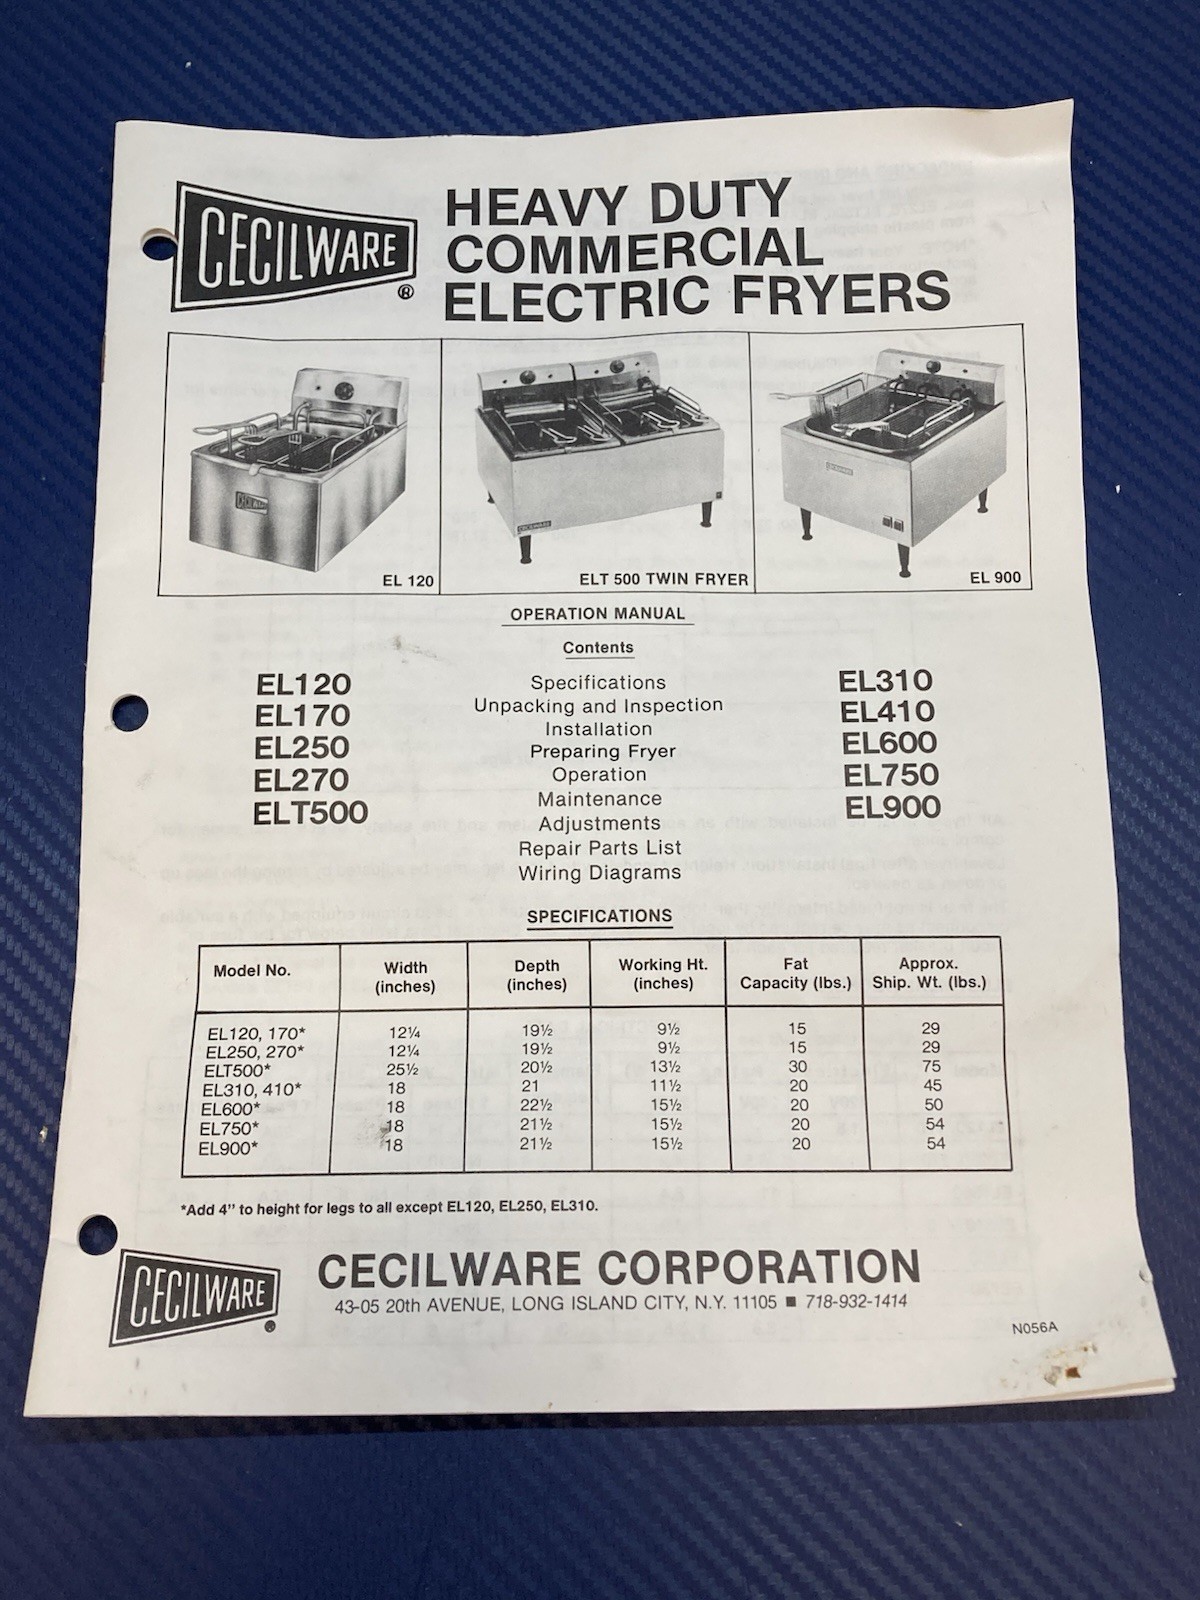 CECILWARE
®
HEAVY DUTY
COMMERCIAL
ELECTRIC FRYERS
CECILWARE
CECILWARE
CECILWARE
EL 120
ELT 500 TWIN FRYER
EL 900
OPERATION MANUAL
Contents
EL120
EL170
EL250
EL270
ELT500
Specifications
Unpacking and Inspection
Installation
Preparing Fryer
Operation
Maintenance
Adjustments
Repair Parts List
Wiring Diagrams
EL310
EL410
EL600
EL750
EL900
SPECIFICATIONS
Model No. Width (inches) Depth (inches) Working Ht. (inches) Fat Capacity (lbs.) Approx. Ship. Wt. (lbs.)
EL120, 170* 12¼ 19½ 9½ 15 29
EL250, 270* 12¼ 19½ 9½ 15 29
ELT500* 25½ 20½ 13½ 30 75
EL310, 410* 18 21 11½ 20 45
EL600* 18 22½ 15½ 20 50
EL750* 18 21½ 15½ 20 54
EL900* 18 21½ 15½ 20 54
*Add 4" to height for legs to all except EL120, EL250, EL310.
CECILWARE
®
CECILWARE CORPORATION
43-05 20th AVENUE, LONG ISLAND CITY, N.Y. 11105 ■ 718-932-1414
N056A